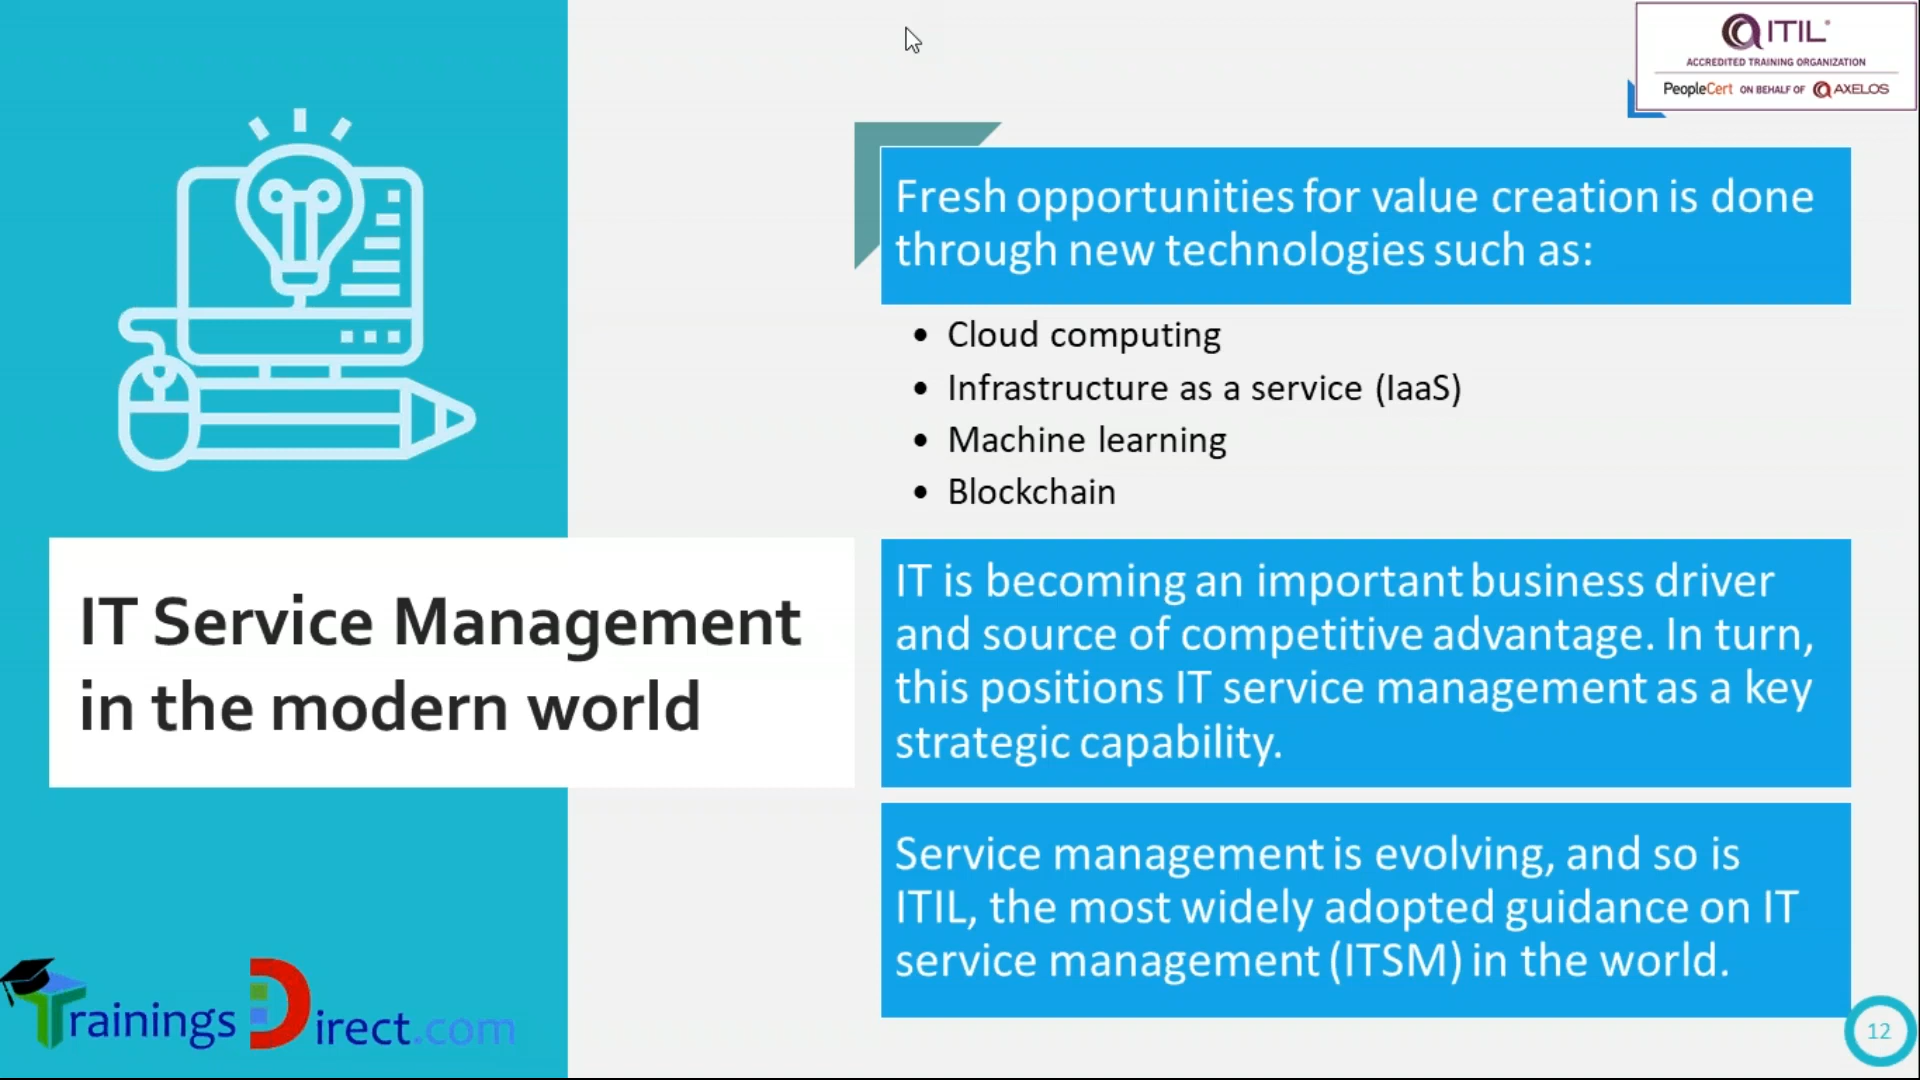 ITIL®
ACCREDITED TRAINING ORGANIZATION
PeopleCert ON BEHALF OF AXELOS
Fresh opportunities for value creation is done
through new technologies such as:
• Cloud computing
• Infrastructure as a service (IaaS)
• Machine learning
• Blockchain
IT Service Management
in the modern world
IT is becoming an important business driver
and source of competitive advantage. In turn,
this positions IT service management as a key
strategic capability.
Service management is evolving, and so is
ITIL, the most widely adopted guidance on IT
service management (ITSM) in the world.
TrainingsDirect.com
12